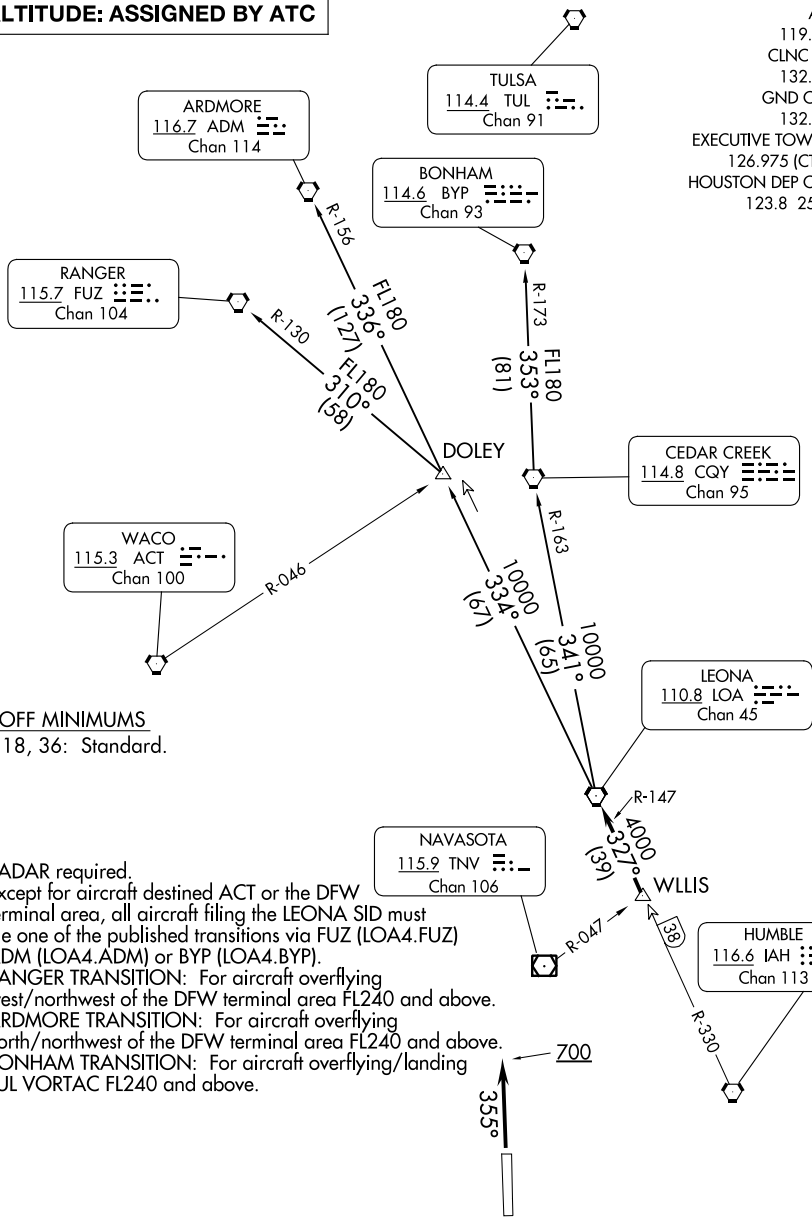 ALTITUDE: ASSIGNED BY ATC
119.
CLNC
132.
GND C
132.
EXECUTIVE TOW
126.975 (CT
HOUSTON DEP C
123.8 25
TULSA
114.4 TUL
Chan 91
ARDMORE
116.7 ADM
Chan 114
BONHAM
114.6 BYP
Chan 93
RANGER
115.7 FUZ
Chan 104
R-156
R-173
R-130
FL180
336°
(127)
FL180
310°
(58)
FL180
353°
(81)
DOLEY
CEDAR CREEK
114.8 CQY
Chan 95
WACO
115.3 ACT
Chan 100
R-046
R-163
10000
334°
(67)
10000
341°
(65)
LEONA
110.8 LOA
Chan 45
OFF MINIMUMS
18, 36: Standard.
R-147
4000
327°
(39)
NAVASOTA
115.9 TNV
Chan 106
WLLIS
R-047
38
HUMBLE
116.6 IAH
Chan 113
R-330
ADAR required.
xcept for aircraft destined ACT or the DFW
erminal area, all aircraft filing the LEONA SID must
e one of the published transitions via FUZ (LOA4.FUZ)
ADM (LOA4.ADM) or BYP (LOA4.BYP).
ANGER TRANSITION: For aircraft overflying
est/northwest of the DFW terminal area FL240 and above.
RDMORE TRANSITION: For aircraft overflying
orth/northwest of the DFW terminal area FL240 and above.
ONHAM TRANSITION: For aircraft overflying/landing
UL VORTAC FL240 and above.
700
355°